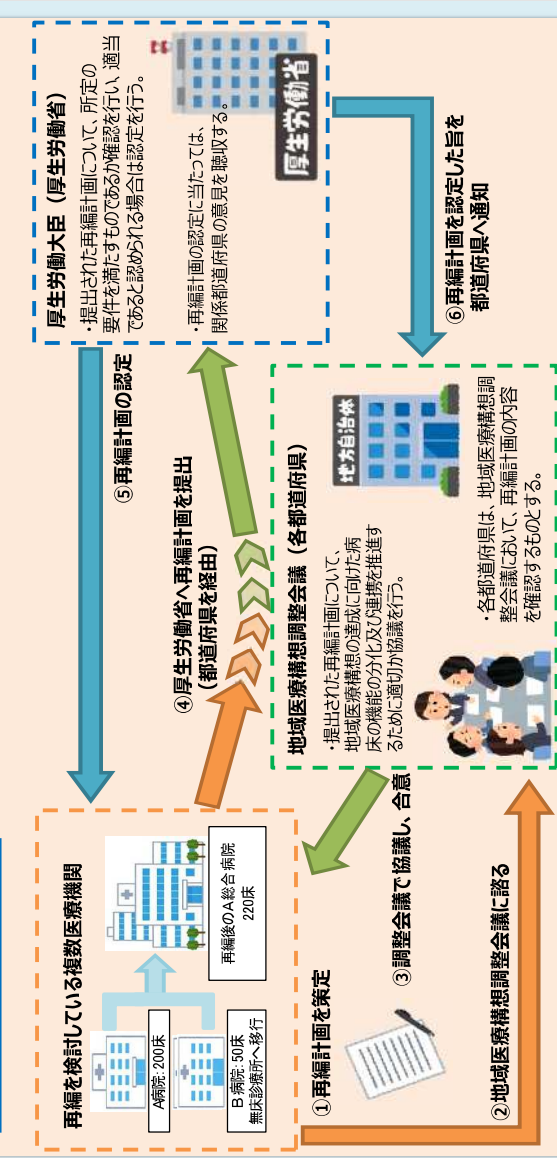 再編を検討している複数医療機関
A病院：200床
B 病院：50床
無床診療所へ移行
再編後のA総合病院
220床
①再編計画を策定
②地域医療構想調整会議に諮る
③調整会議で協議し、合意
④厚生労働省へ再編計画を提出
（都道府県を経由）
⑤再編計画の認定
地域医療構想調整会議（各都道府県）
・提出された再編計画について、
地域医療構想の達成に向けた病
床の機能の分化及び連携を推進す
るために適切か協議を行う。
地方自治体
・各都道府県は、地域医療構想調
整会議において、再編計画の内容
を確認するものとする。
厚生労働大臣（厚生労働省）
・提出された再編計画について、所定の
要件を満たすものであるか確認を行い、適当
であると認められる場合は認定を行う。
・再編計画の認定に当たっては、
関係都道府県の意見を聴収する。
厚生労働省
⑥再編計画を認定した旨を
都道府県へ通知